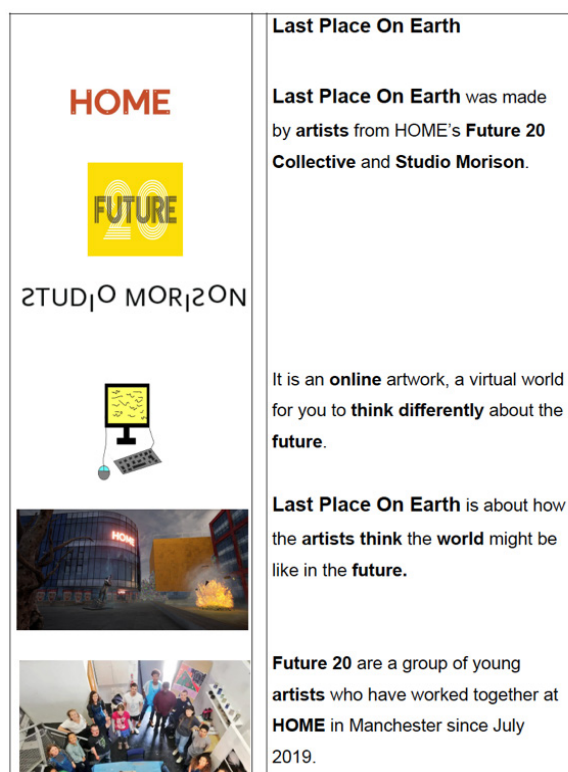 Last Place On Earth
HOME
Last Place On Earth was made
by artists from HOME's Future 20
Collective and Studio Morison.
FUTURE
20
STUDIO MORISON
It is an online artwork, a virtual world
for you to think differently about the
future.
Last Place On Earth is about how
the artists think the world might be
like in the future.
HOME
Future 20 are a group of young
artists who have worked together at
HOME in Manchester since July
2019.